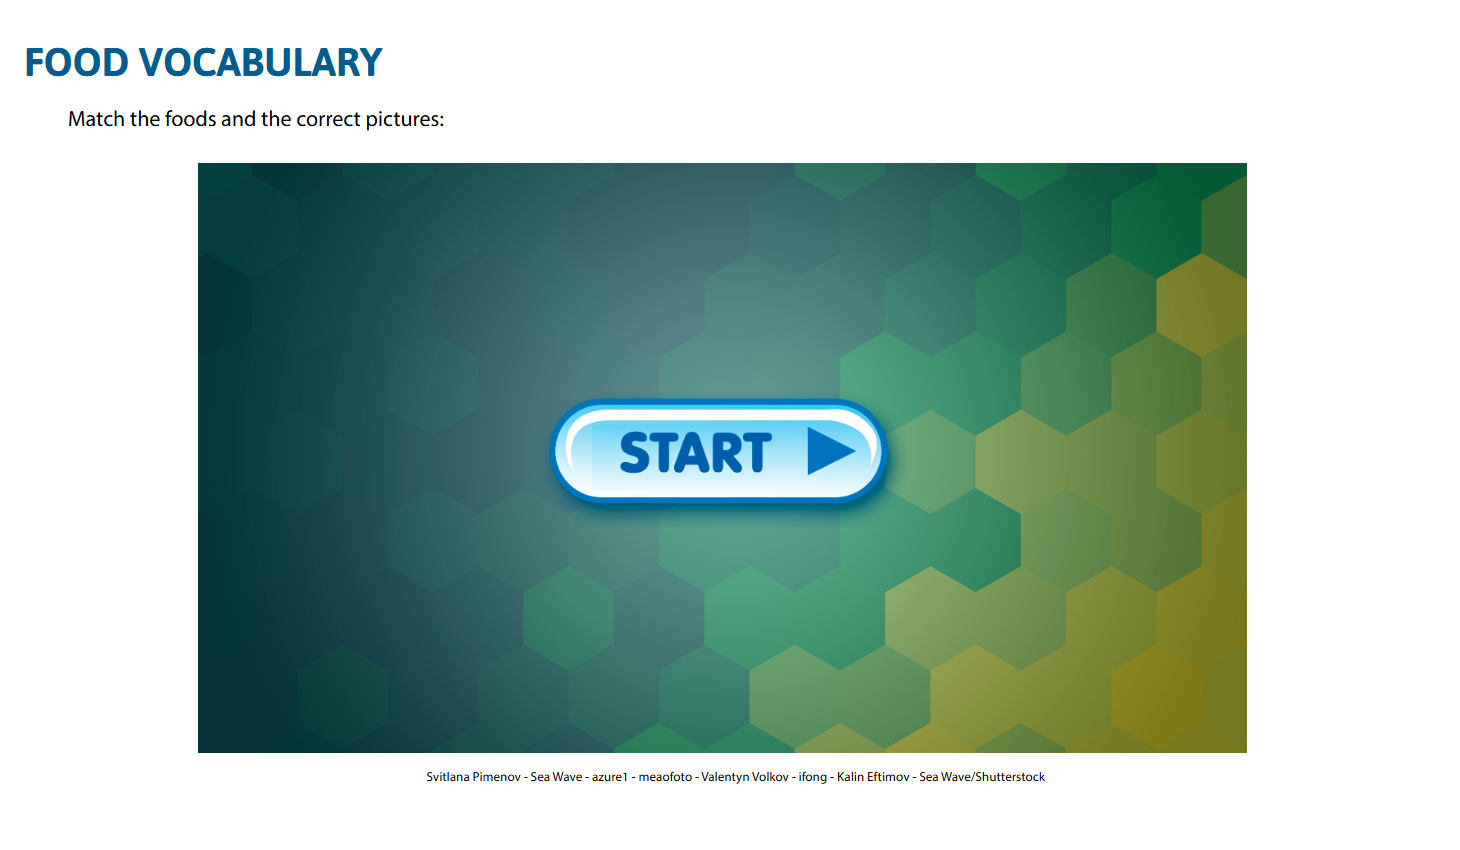 FOOD VOCABULARY
Match the foods and the correct pictures:
START
Svitlana Pimenov - Sea Wave - azure1 - meaofoto - Valentyn Volkov - ifong - Kalin Eftimov - Sea Wave/Shutterstock